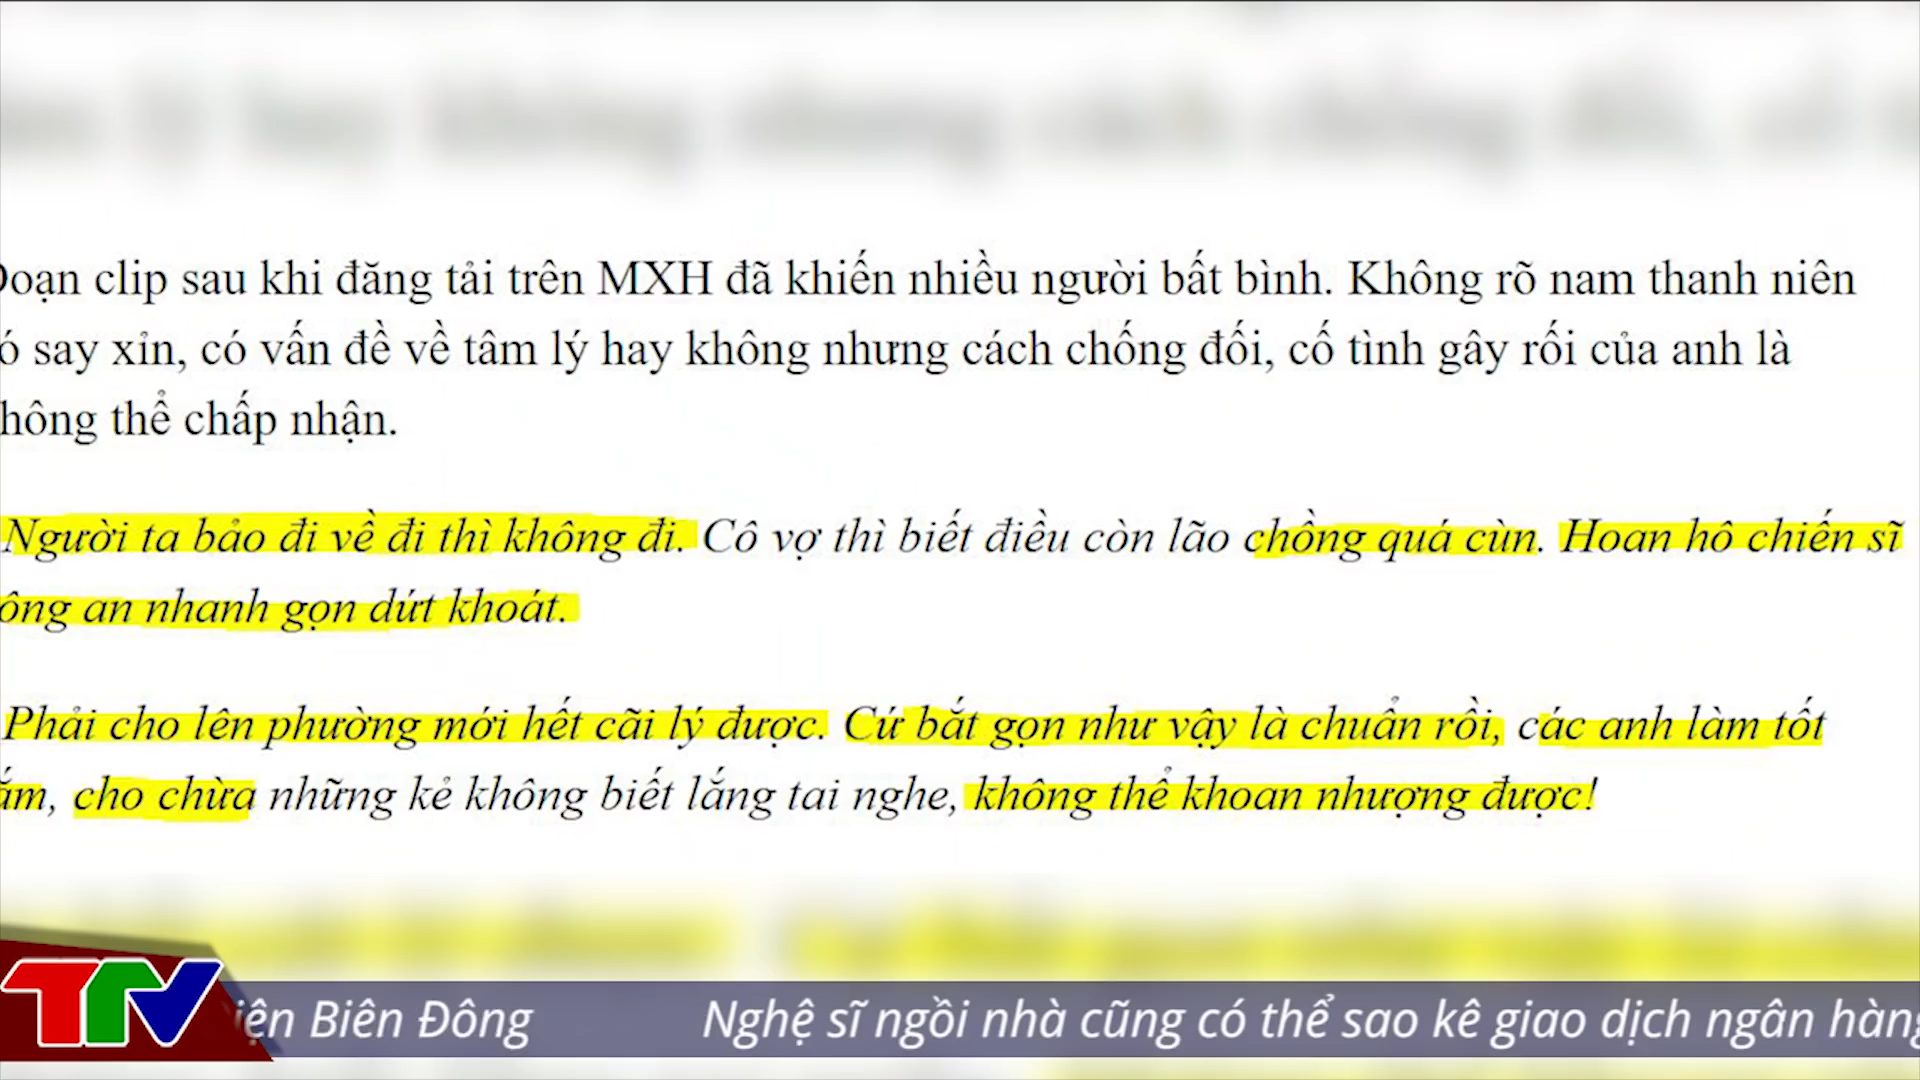 Đoạn clip sau khi đăng tải trên MXH đã khiến nhiều người bất bình. Không rõ nam thanh niên
ó say xỉn, có vấn đề về tâm lý hay không nhưng cách chống đối, cố tình gây rối của anh là
hông thể chấp nhận.
Người ta bảo đi về đi thì không đi. Cô vợ thì biết điều còn lão chồng quá cùn. Hoan hô chiến sĩ
ông an nhanh gọn dứt khoát.
Phải cho lên phường mới hết cãi lý được. Cứ bắt gọn như vậy là chuẩn rồi, các anh làm tốt
ắm, cho chừa những kẻ không biết lắng tai nghe, không thể khoan nhượng được!
TTV iện Biên Đông Nghệ sĩ ngồi nhà cũng có thể sao kê giao dịch ngân hàng